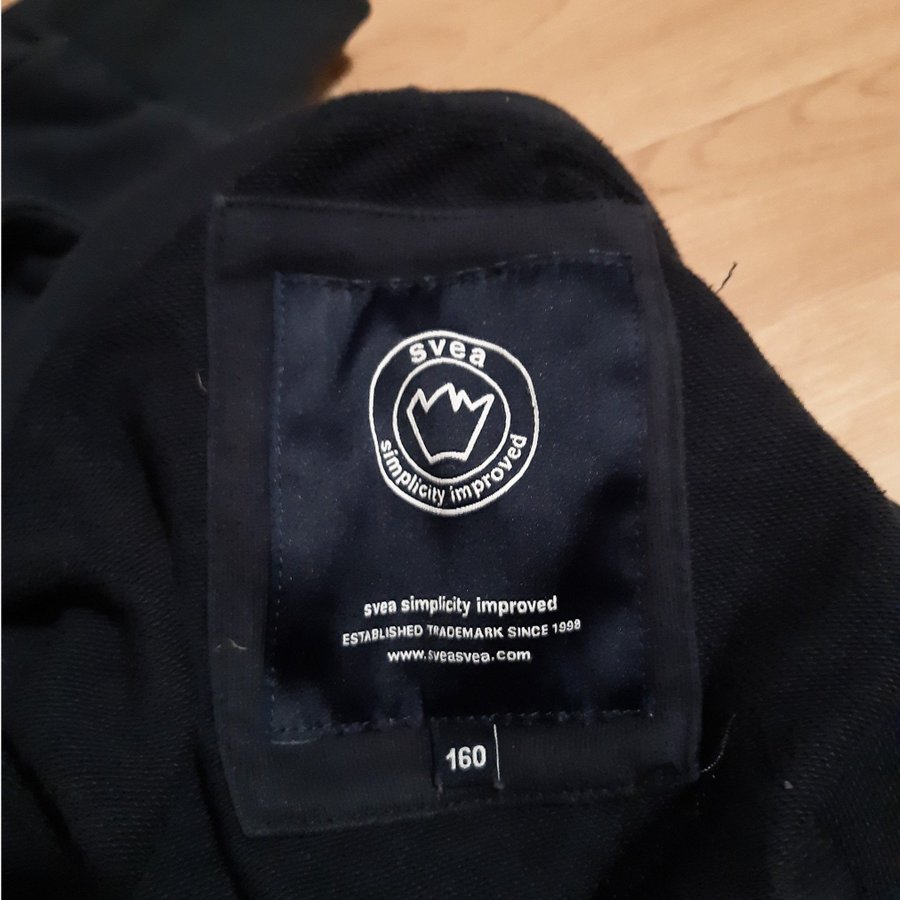 svea
simplicity improved
svea simplicity improved
ESTABLISHED TRADEMARK SINCE 1998
www.sveasvea.com
160